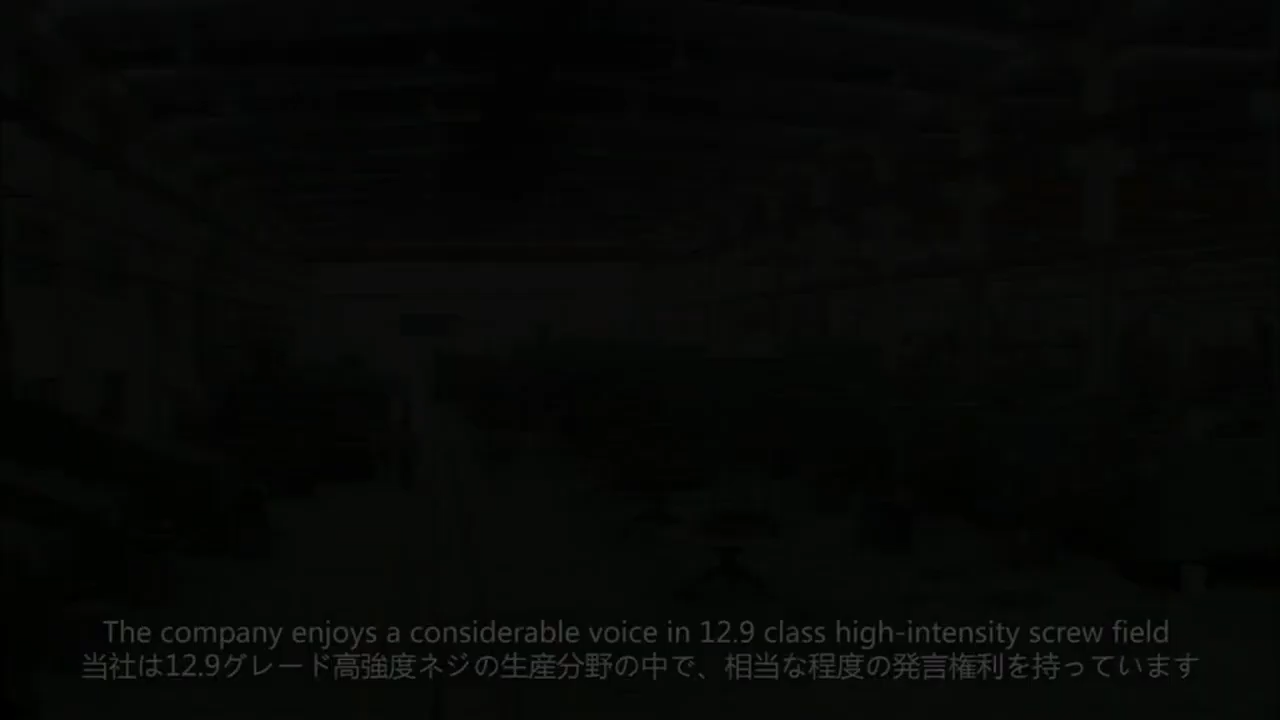 The company enjoys a considerable voice in 12.9 class high-intensity screw field
当社は12.9グレード高強度ネジの生産分野の中で、相当な程度の発言権利を持っています